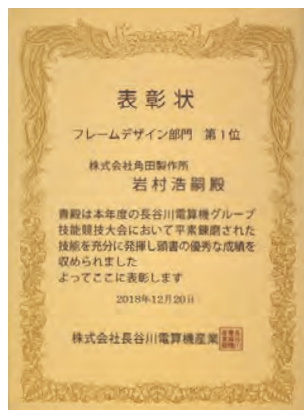 表彰状
フレームデザイン部門 第1位
株式会社角田製作所
岩村浩嗣殿
貴殿は本年度の長谷川電算機グループ
技能競技大会において平素錬磨された
技能を充分に発揮し頭書の優秀な成績を
収められました
よってここに表彰します
2018年12月20日
株式会社長谷川電算機産業